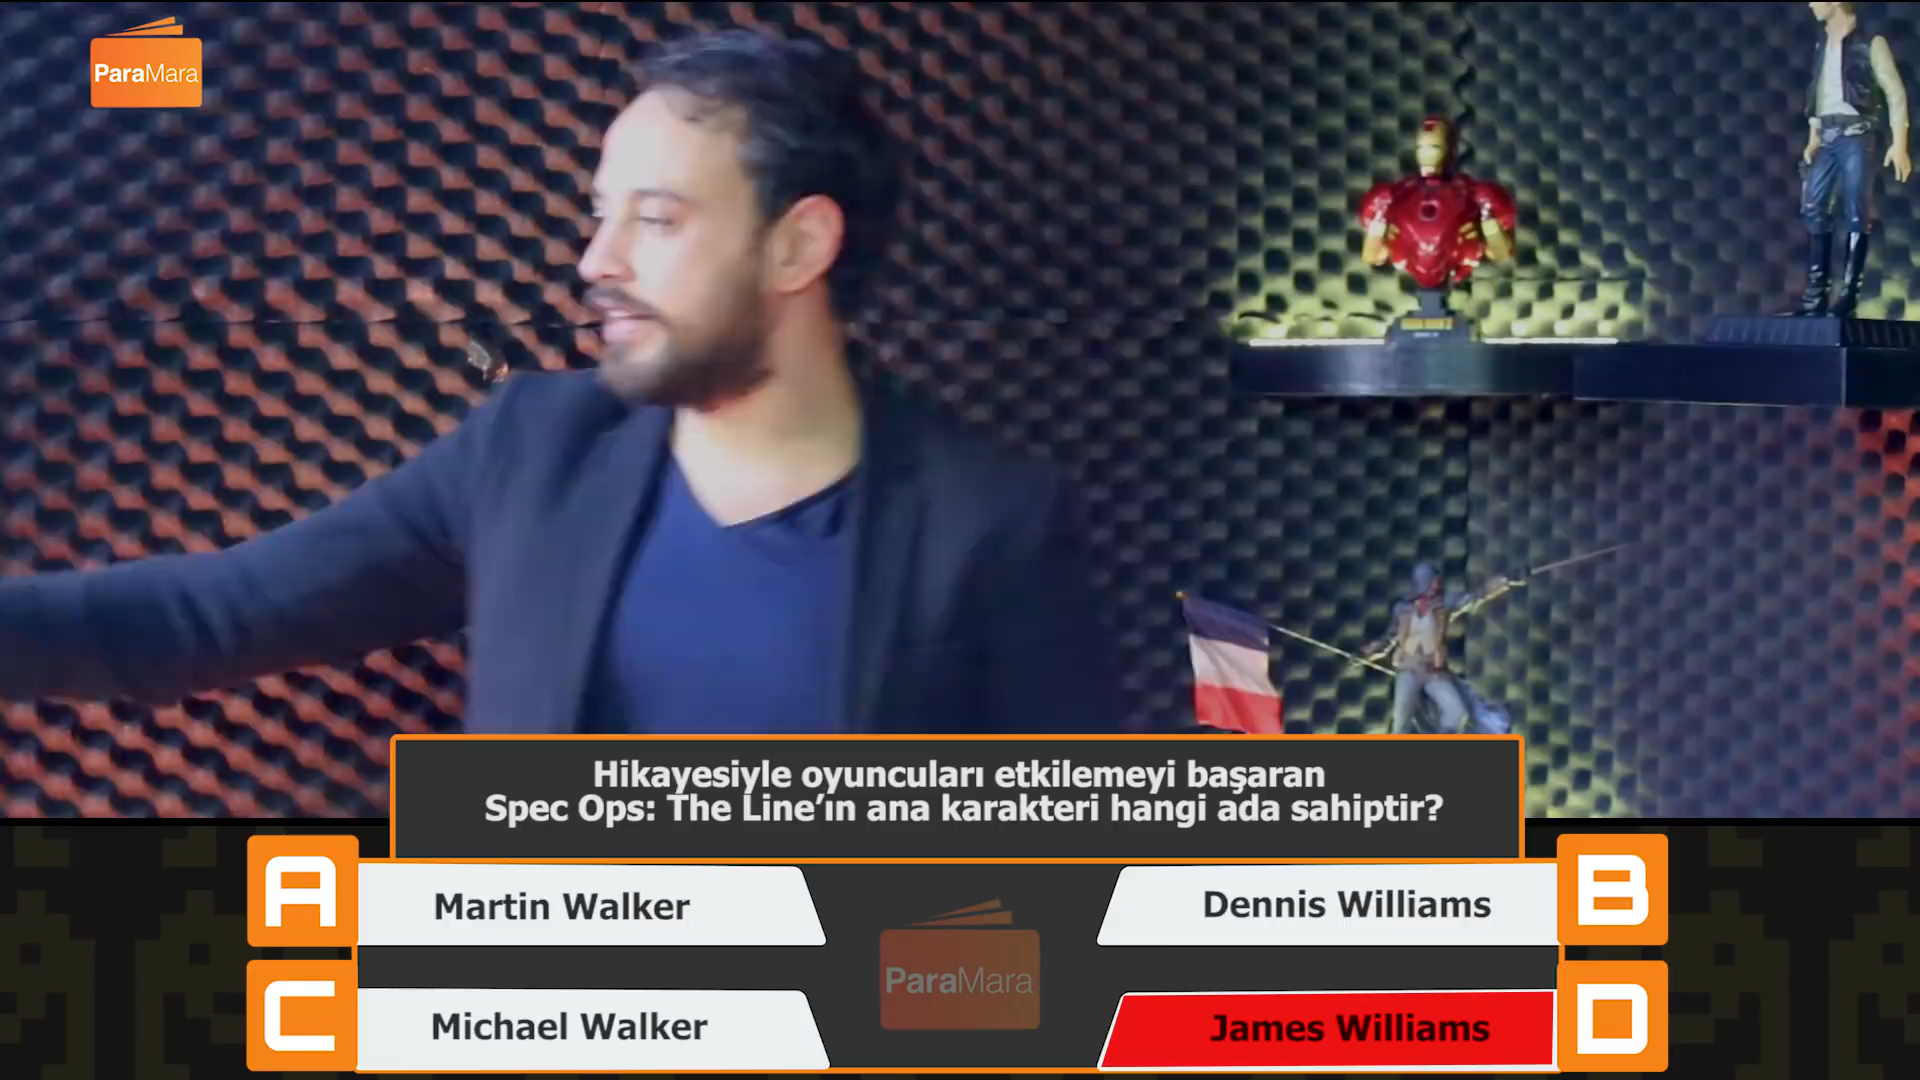 ParaMara
Hikayesiyle oyuncuları etkilemeyi başaran
Spec Ops: The Line’ın ana karakteri hangi ada sahiptir?
A
Martin Walker
Dennis Williams
B
ParaMara
C
Michael Walker
James Williams
D